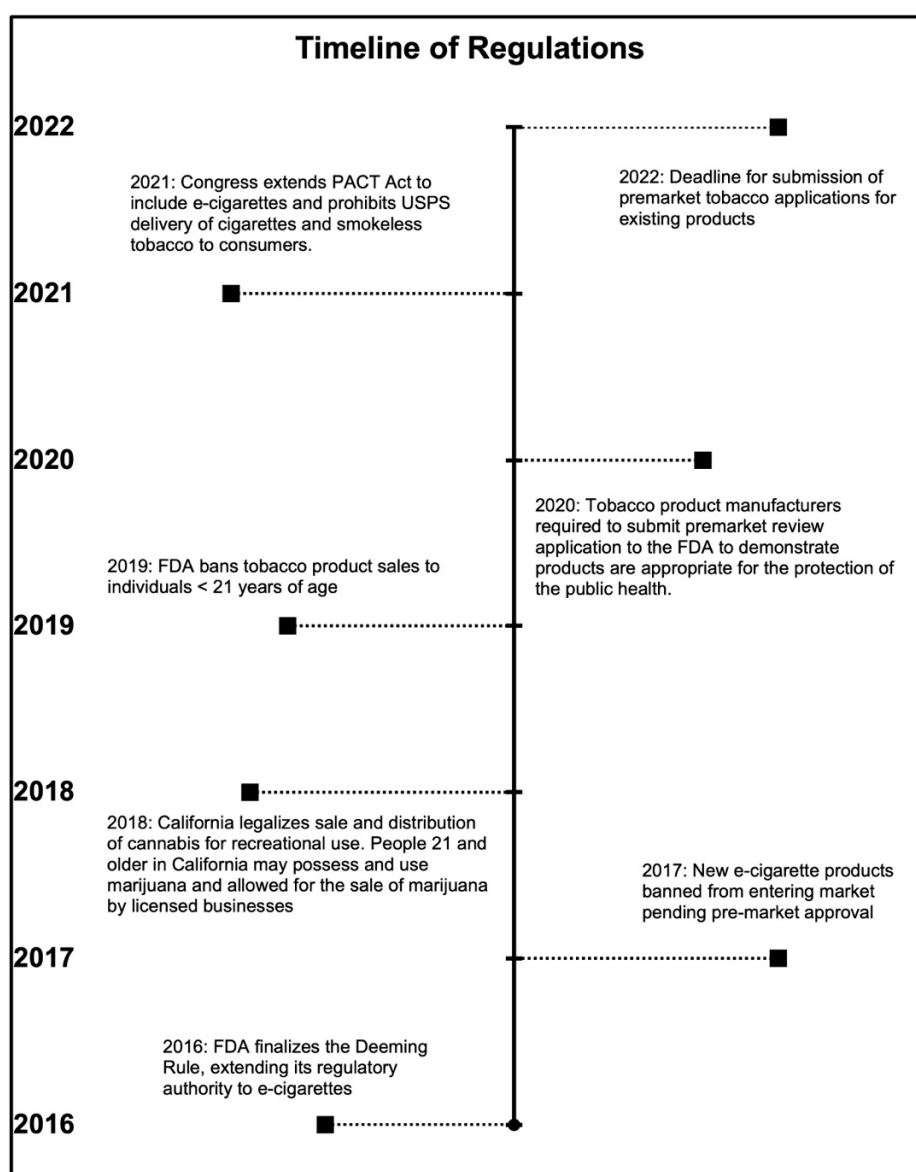 Timeline of Regulations
2022
2022: Deadline for submission of
premarket tobacco applications for
existing products
2021: Congress extends PACT Act to
include e-cigarettes and prohibits USPS
delivery of cigarettes and smokeless
tobacco to consumers.
2021
2020
2020: Tobacco product manufacturers
required to submit premarket review
application to the FDA to demonstrate
products are appropriate for the protection of
the public health.
2019: FDA bans tobacco product sales to
individuals < 21 years of age
2019
2018
2018: California legalizes sale and distribution
of cannabis for recreational use. People 21 and
older in California may possess and use
marijuana and allowed for the sale of marijuana
by licensed businesses
2017: New e-cigarette products
banned from entering market
pending pre-market approval
2017
2016: FDA finalizes the Deeming
Rule, extending its regulatory
authority to e-cigarettes
2016